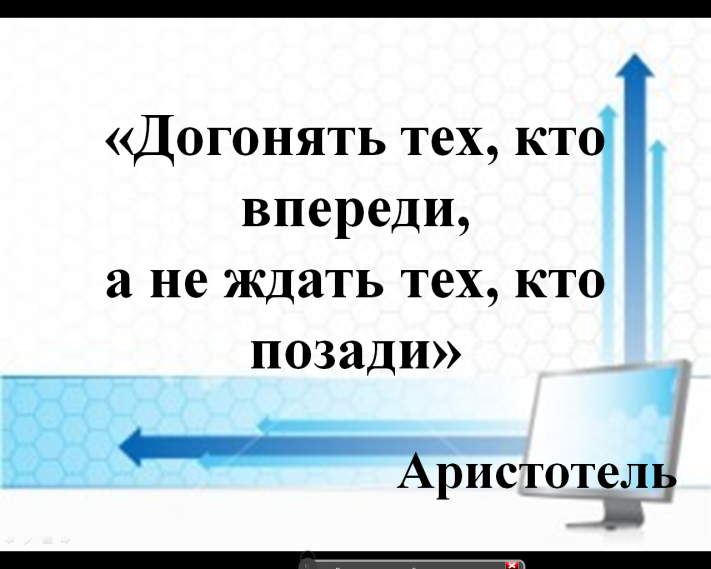 «Догонять тех, кто
впереди,
а не ждать тех, кто
позади»
Аристотель